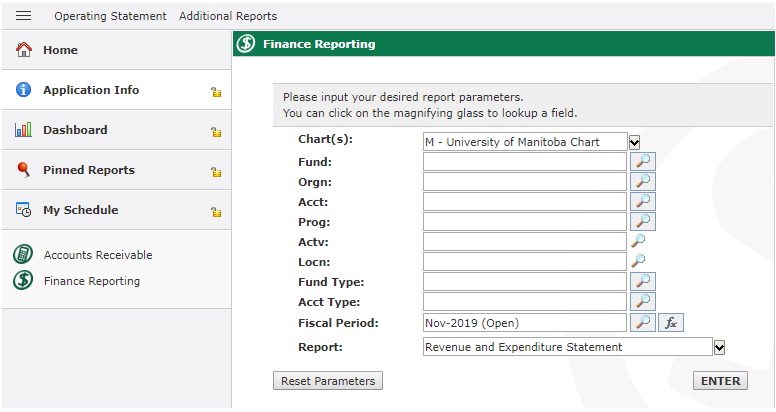 Operating Statement Additional Reports
Home
Application Info
Dashboard
Pinned Reports
My Schedule
Accounts Receivable
Finance Reporting
Finance Reporting
Please input your desired report parameters.
You can click on the magnifying glass to lookup a field.
Chart(s): M - University of Manitoba Chart
Fund:
Orgn:
Acct:
Prog:
Actv:
Locn:
Fund Type:
Acct Type:
Fiscal Period: Nov-2019 (Open) fx
Report: Revenue and Expenditure Statement
Reset Parameters ENTER